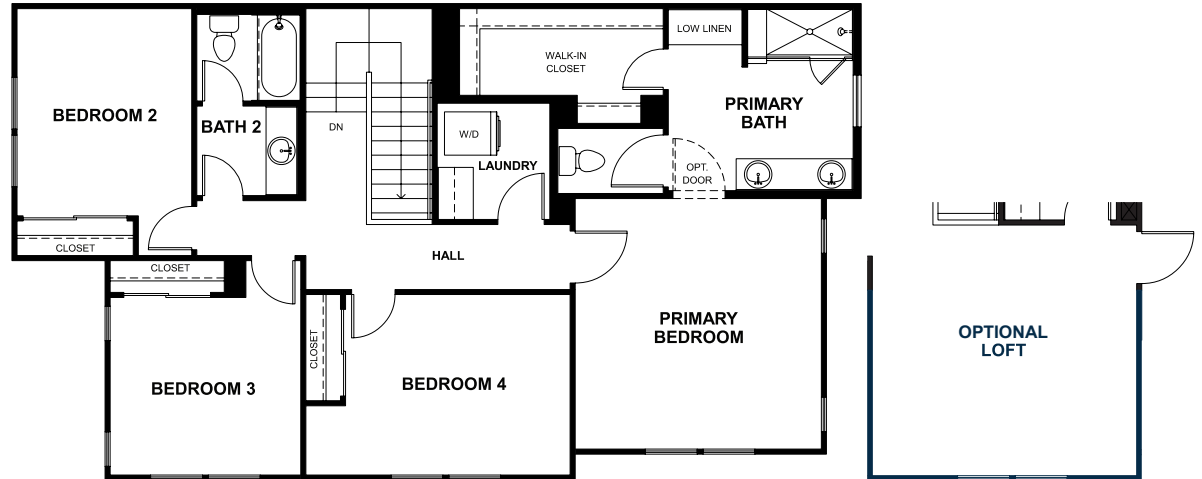 LOW LINEN
WALK-IN
CLOSET
BEDROOM 2
BATH 2
DN
W/D
LAUNDRY
PRIMARY
BATH
OPT.
DOOR
CLOSET
HALL
CLOSET
CLOSET
BEDROOM 3
BEDROOM 4
PRIMARY
BEDROOM
OPTIONAL
LOFT